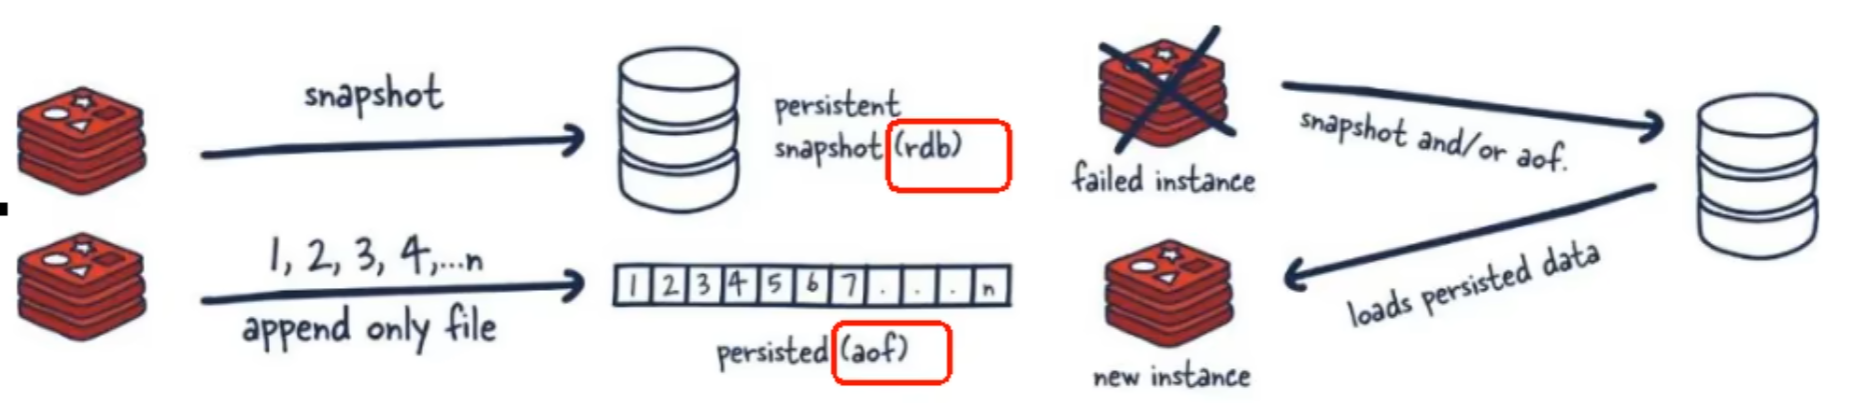 snapshot
persistent
snapshot (rdb)
1, 2, 3, 4,...n
append only file
1 2 3 4 5 6 7 . . . n
persisted (aof)
failed instance
snapshot and/or aof.
loads persisted data
new instance